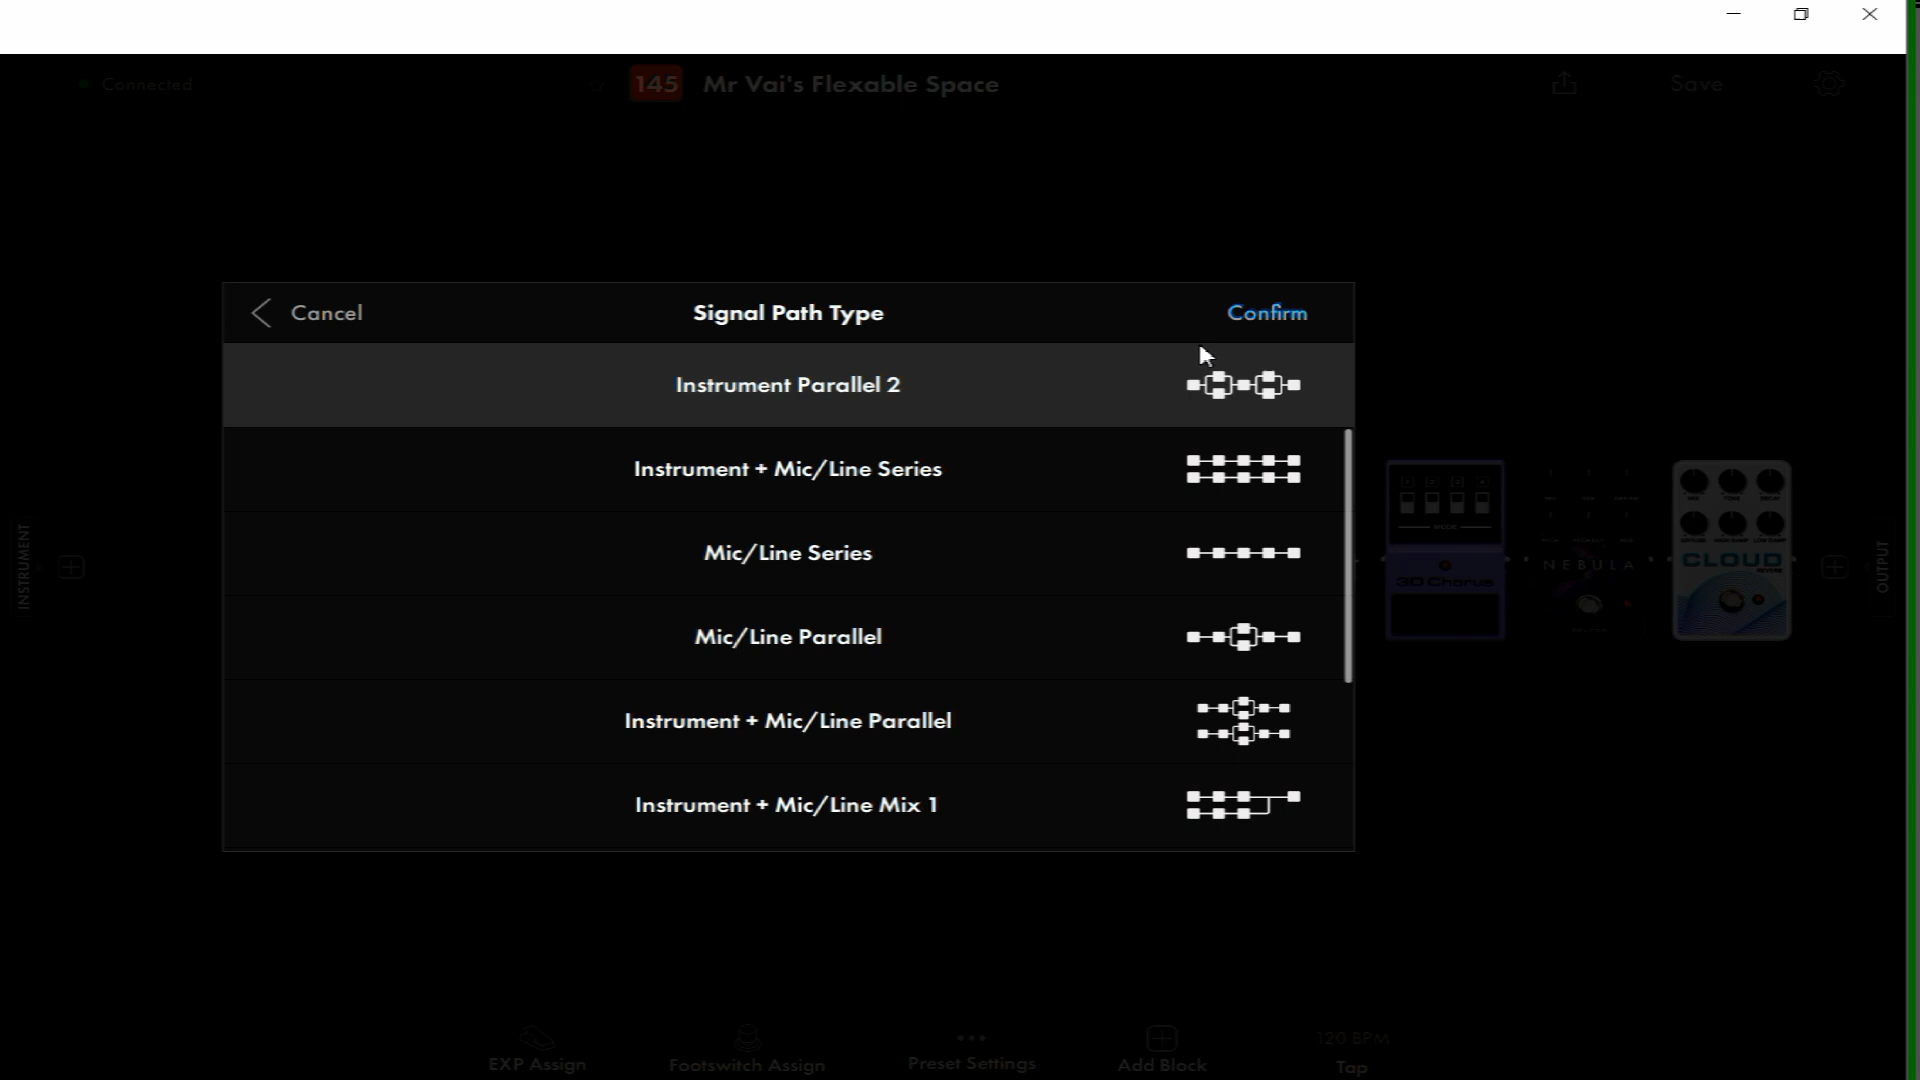 Connected
145 Mr Vai's Flexable Space
Save
Cancel
Signal Path Type
Confirm
Instrument Parallel 2
Instrument + Mic/Line Series
Mic/Line Series
Mic/Line Parallel
Instrument + Mic/Line Parallel
Instrument + Mic/Line Mix 1
INSTRUMENT
3D Chorus
NEBULA
CLOUD
REVERB
OUTPUT
EXP Assign
Footswitch Assign
Preset Settings
Add Block
120 BPM
Tap